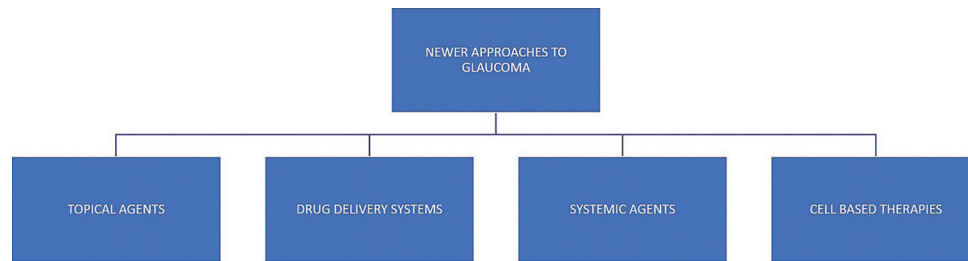 NEWER APPROACHES TO
GLAUCOMA
TOPICAL AGENTS
DRUG DELIVERY SYSTEMS
SYSTEMIC AGENTS
CELL BASED THERAPIES